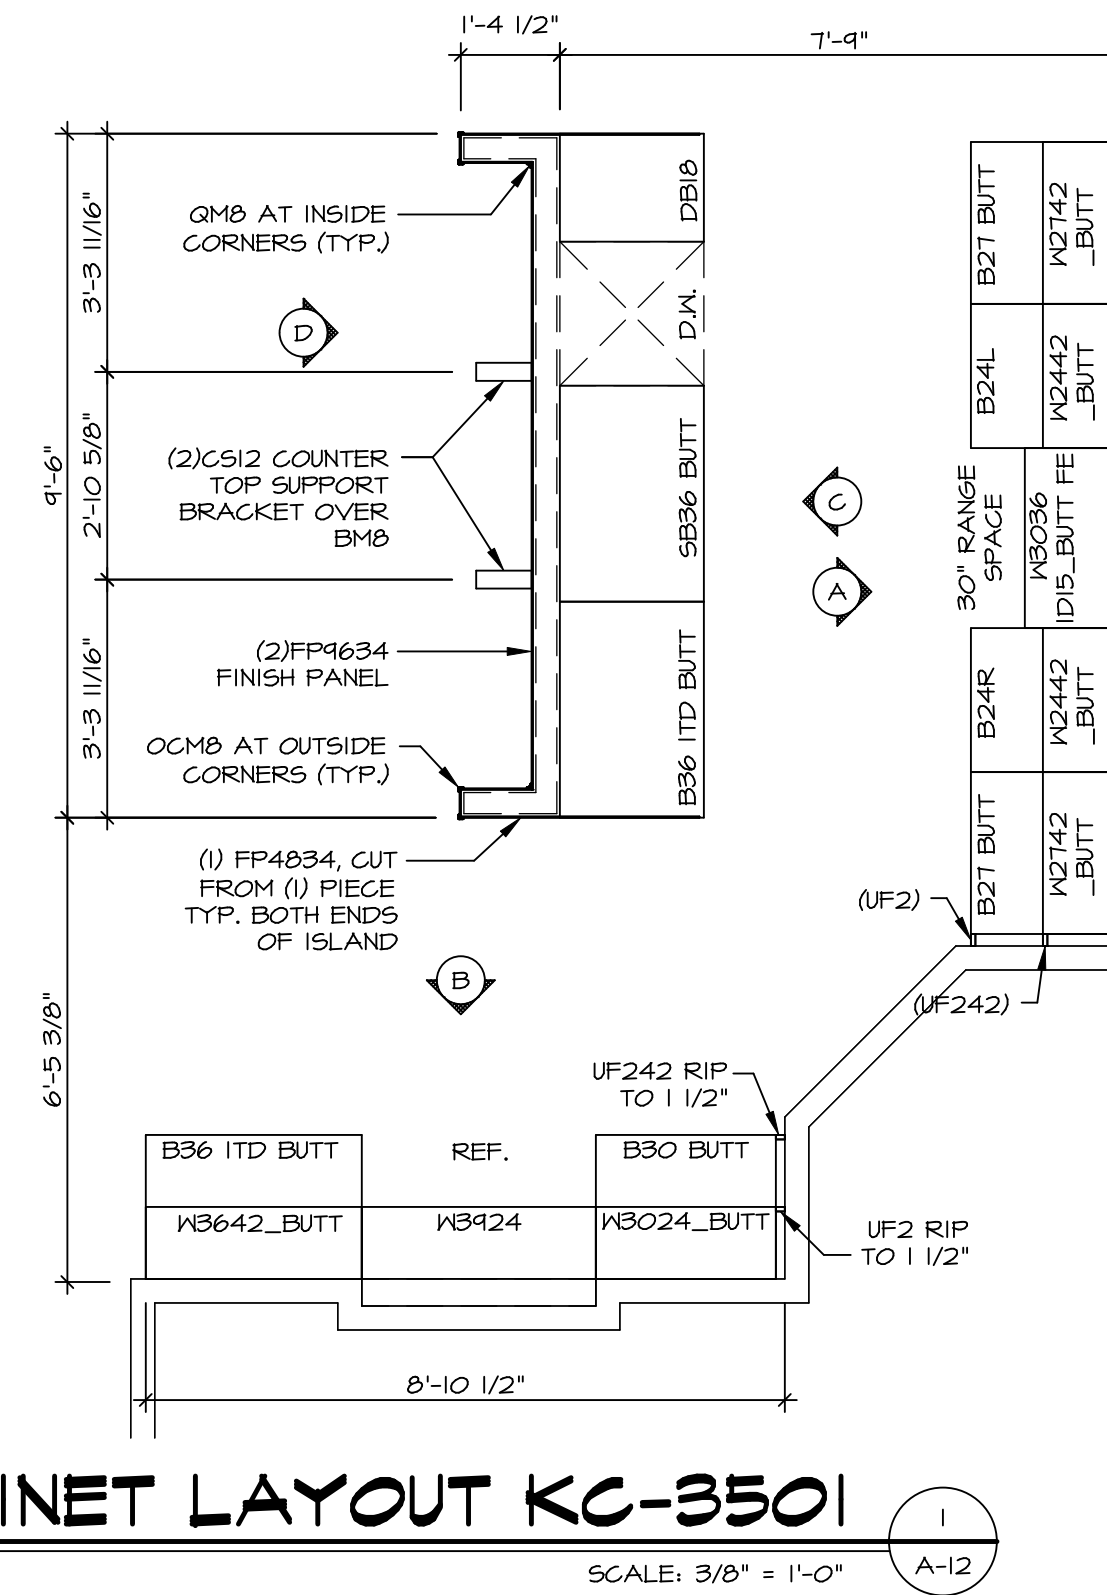 1'-4 1/2"
7'-9"
3'-3 11/16"
QM8 AT INSIDE
CORNERS (TYP.)
DB18
B27 BUTT
W2742
_BUTT
D
D.W.
B24L
W2442
_BUTT
9'-6"
2'-10 5/8"
(2)CS12 COUNTER
TOP SUPPORT
BRACKET OVER
BM8
SB36 BUTT
C
A
30" RANGE
SPACE
W3036
1D15_BUTT FE
(2)FP9634
FINISH PANEL
B36 1TD BUTT
B24R
W2442
_BUTT
3'-3 11/16"
OCM8 AT OUTSIDE
CORNERS (TYP.)
B27 BUTT
W2742
_BUTT
(1) FP4834, CUT
FROM (1) PIECE
TYP. BOTH ENDS
OF ISLAND
(UF2)
B
(UF242)
6'-5 3/8"
UF242 RIP
TO 1 1/2"
B36 1TD BUTT
REF.
B30 BUTT
W3642_BUTT
W3924
W3024_BUTT
UF2 RIP
TO 1 1/2"
8'-10 1/2"
INET LAYOUT KC-3501
1
A-12
SCALE: 3/8" = 1'-0"